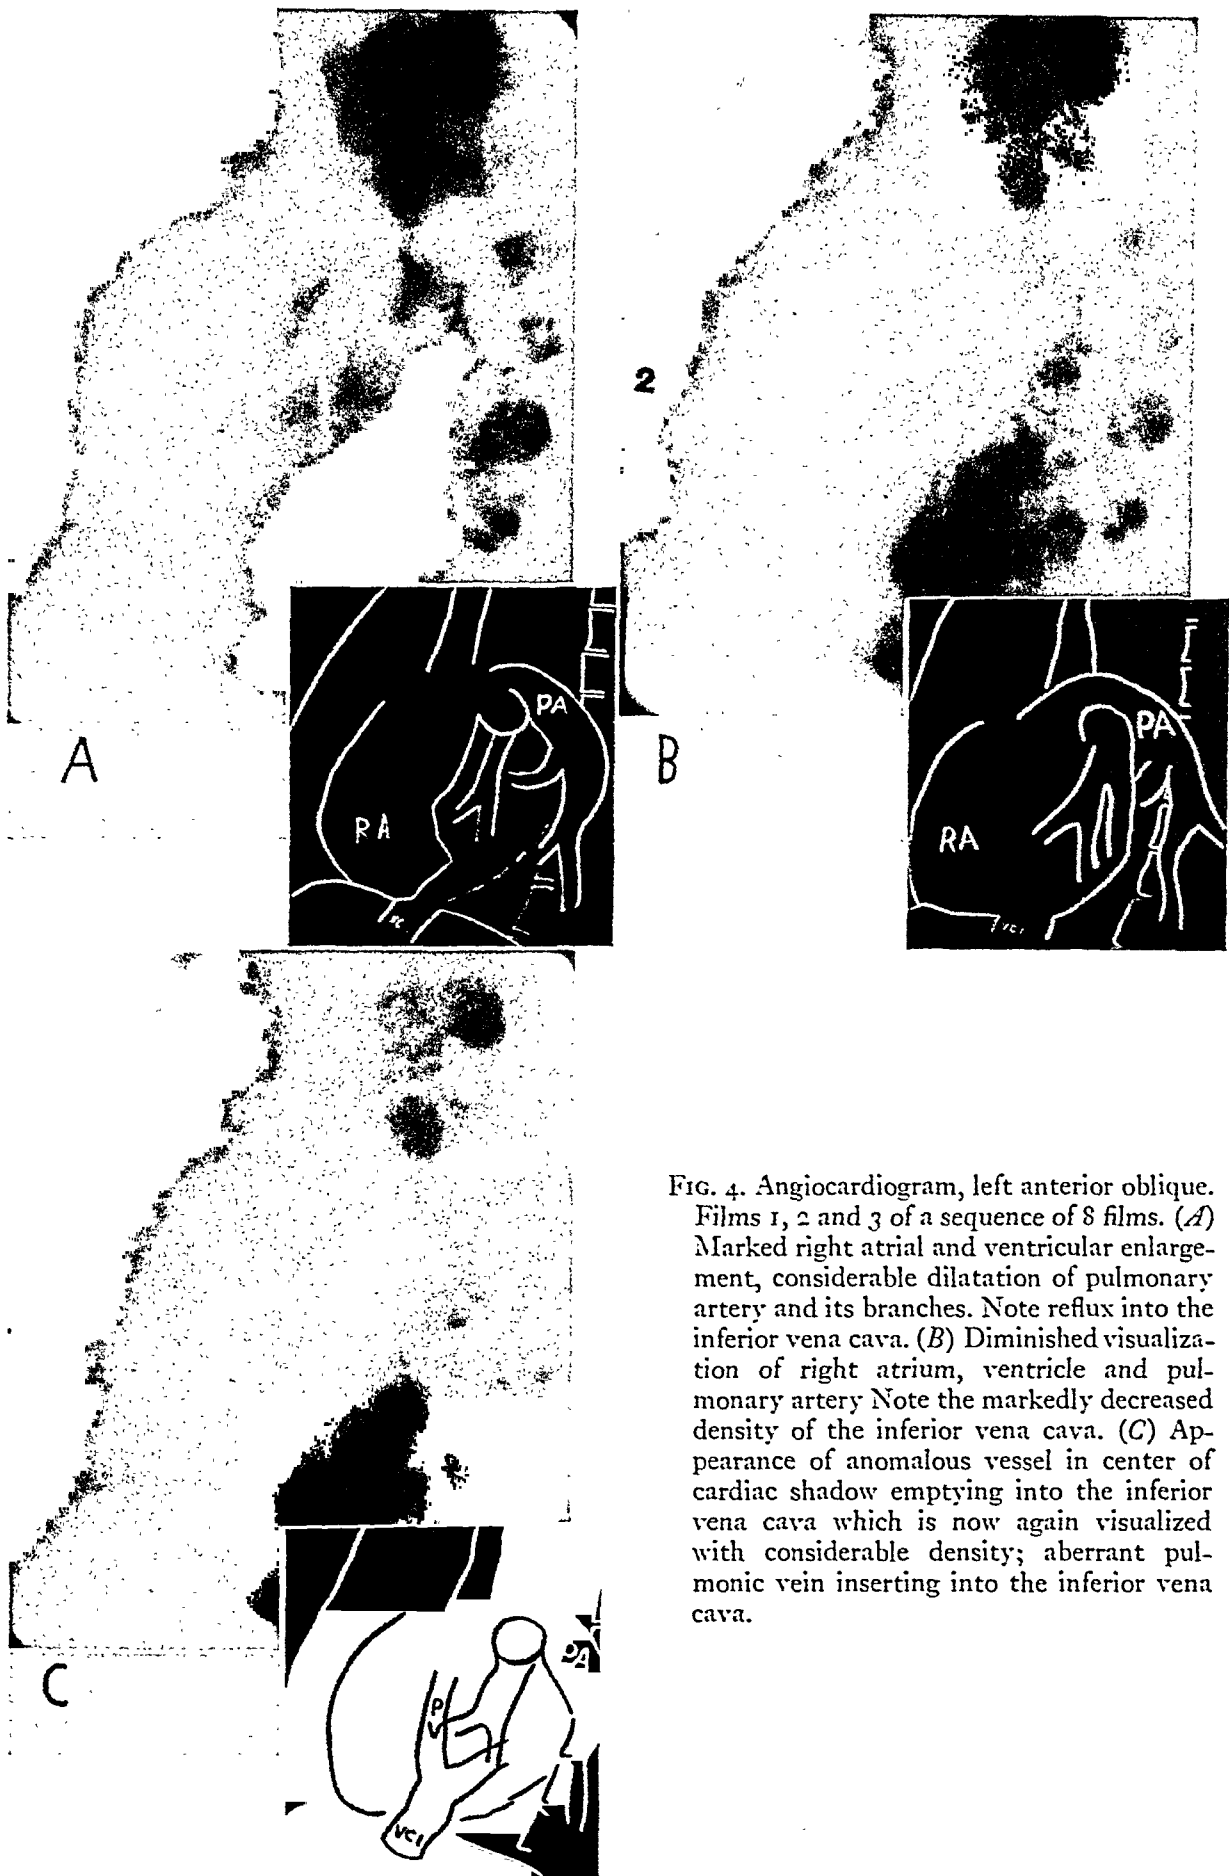 2
A
PA
RA
B
PA
RA
VCI
C
P
V
VCI
FIG. 4. Angiocardiogram, left anterior oblique.
Films 1, 2 and 3 of a sequence of 8 films. (A)
Marked right atrial and ventricular enlarge-
ment, considerable dilatation of pulmonary
artery and its branches. Note reflux into the
inferior vena cava. (B) Diminished visualiza-
tion of right atrium, ventricle and pul-
monary artery Note the markedly decreased
density of the inferior vena cava. (C) Ap-
pearance of anomalous vessel in center of
cardiac shadow emptying into the inferior
vena cava which is now again visualized
with considerable density; aberrant pul-
monic vein inserting into the inferior vena
cava.